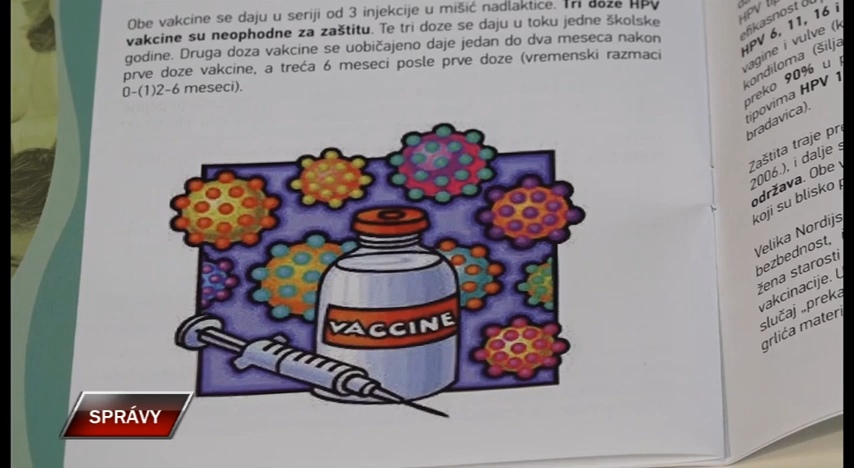 Obe vakcine se daju u seriji od 3 injekcije u mišić nadlaktice. Tri doze HPV
vakcine su neophodne za zaštitu. Te tri doze se daju u toku jedne školske
godine. Druga doza vakcine se uobičajeno daje jedan do dva meseca nakon
prve doze vakcine, a treća 6 meseci posle prve doze (vremenski razmaci
0-(1)2-6 meseci).
VACCINE
SPRÁVY
HPV
efikasnost od
HPV 6, 11, 16 i
vagine i vulve
kondiloma
preko 90% u
tipovima HPV
bradavica).
Zaštita traje
2006.), i dalje
održava. Obe
koji su blisko
Velika
bezbednost,
žena starosti
vakcinacije.
slučaj
grlića